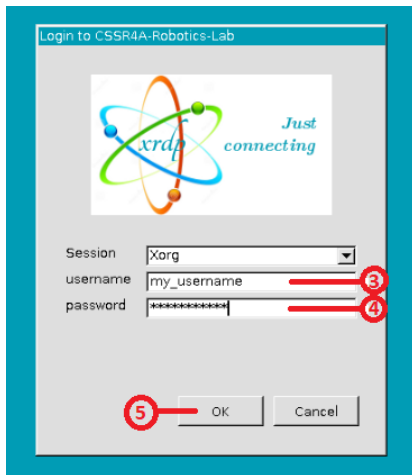 Login to CSSR4A-Robotics-Lab
Just
xrdp connecting
Session Xorg
username my_username 3
password ************ 4
5 OK Cancel